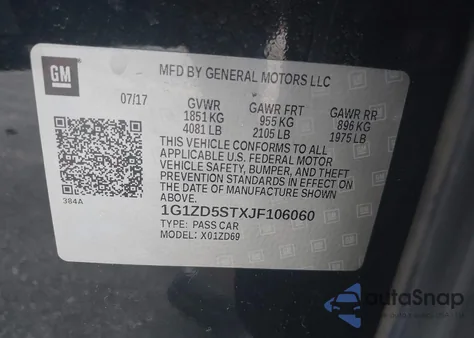 GM
MFD BY GENERAL MOTORS LLC
07/17 GVWR GAWR FRT GAWR RR
1851 KG 955 KG 896 KG
4081 LB 2105 LB 1975 LB
THIS VEHICLE CONFORMS TO ALL
APPLICABLE U.S. FEDERAL MOTOR
VEHICLE SAFETY, BUMPER, AND THEFT
PREVENTION STANDARDS IN EFFECT ON
THE DATE OF MANUFACTURE SHOWN
ABOVE.
384A
1G1ZD5STXJF106060
TYPE: PASS CAR
MODEL: X01ZD69
autoSnap